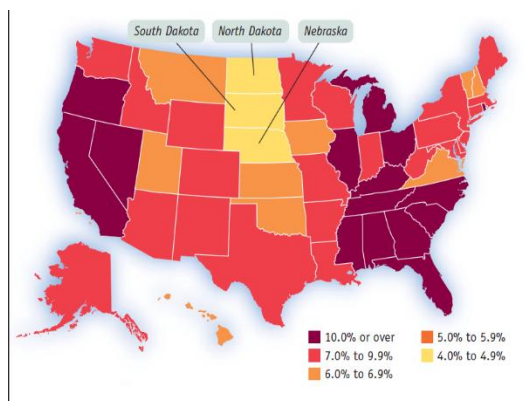 South Dakota North Dakota Nebraska
10.0% or over 5.0% to 5.9%
7.0% to 9.9% 4.0% to 4.9%
6.0% to 6.9%